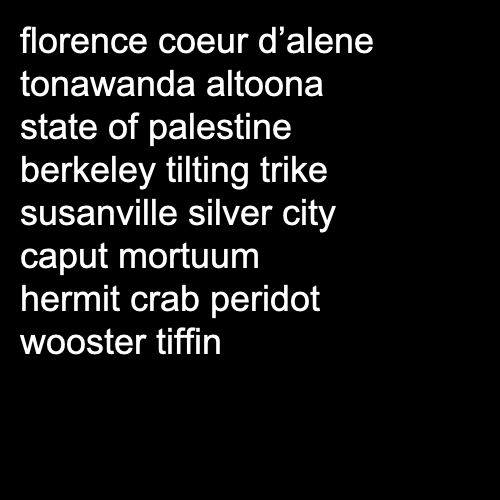 florence coeur d’alene
tonawanda altoona
state of palestine
berkeley tilting trike
susanville silver city
caput mortuum
hermit crab peridot
wooster tiffin